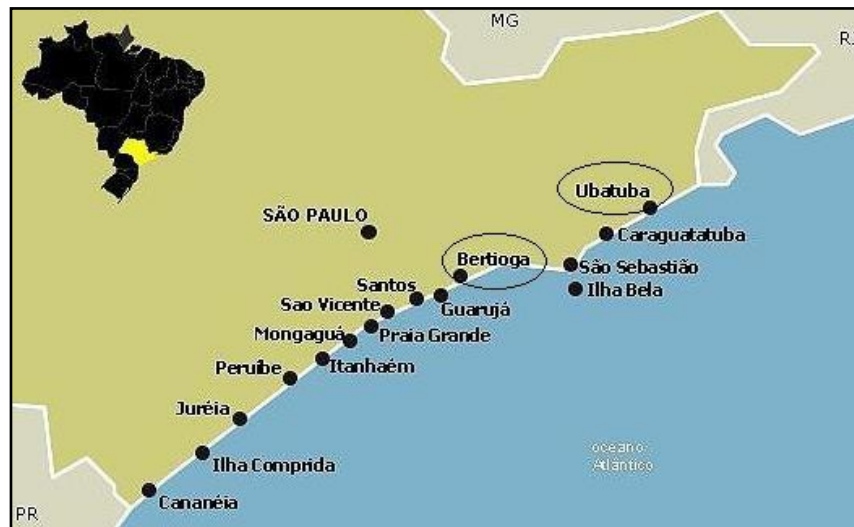 MG
R.
Ubatuba
SÃO PAULO
Caraguatatuba
Bertioga
São Sebastião
Santos
Ilha Bela
Sao Vicente
Guarujá
Mongaguá
Praia Grande
Peruíbe
Itanhaém
Juréia
oceano
Atlântico
Ilha Comprida
Cananéia
PR